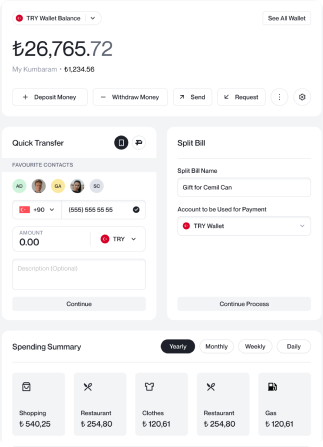 TRY Wallet Balance
See All Wallet
₺26,765.72
My Kumbaram • ₺1,234.56
+ Deposit Money
− Withdraw Money
Send
Request
Quick Transfer
FAVOURITE CONTACTS
AD
GA
SC
+90
(555) 555 55 55
AMOUNT
0.00
TRY
Description (Optional)
Continue
Split Bill
Split Bill Name
Gift for Cemil Can
Account to be Used for Payment
TRY Wallet
Continue Process
Spending Summary
Yearly
Monthly
Weekly
Daily
Shopping
₺ 540,25
Restaurant
₺ 254,80
Clothes
₺ 120,61
Restaurant
₺ 254,80
Gas
₺ 120,61